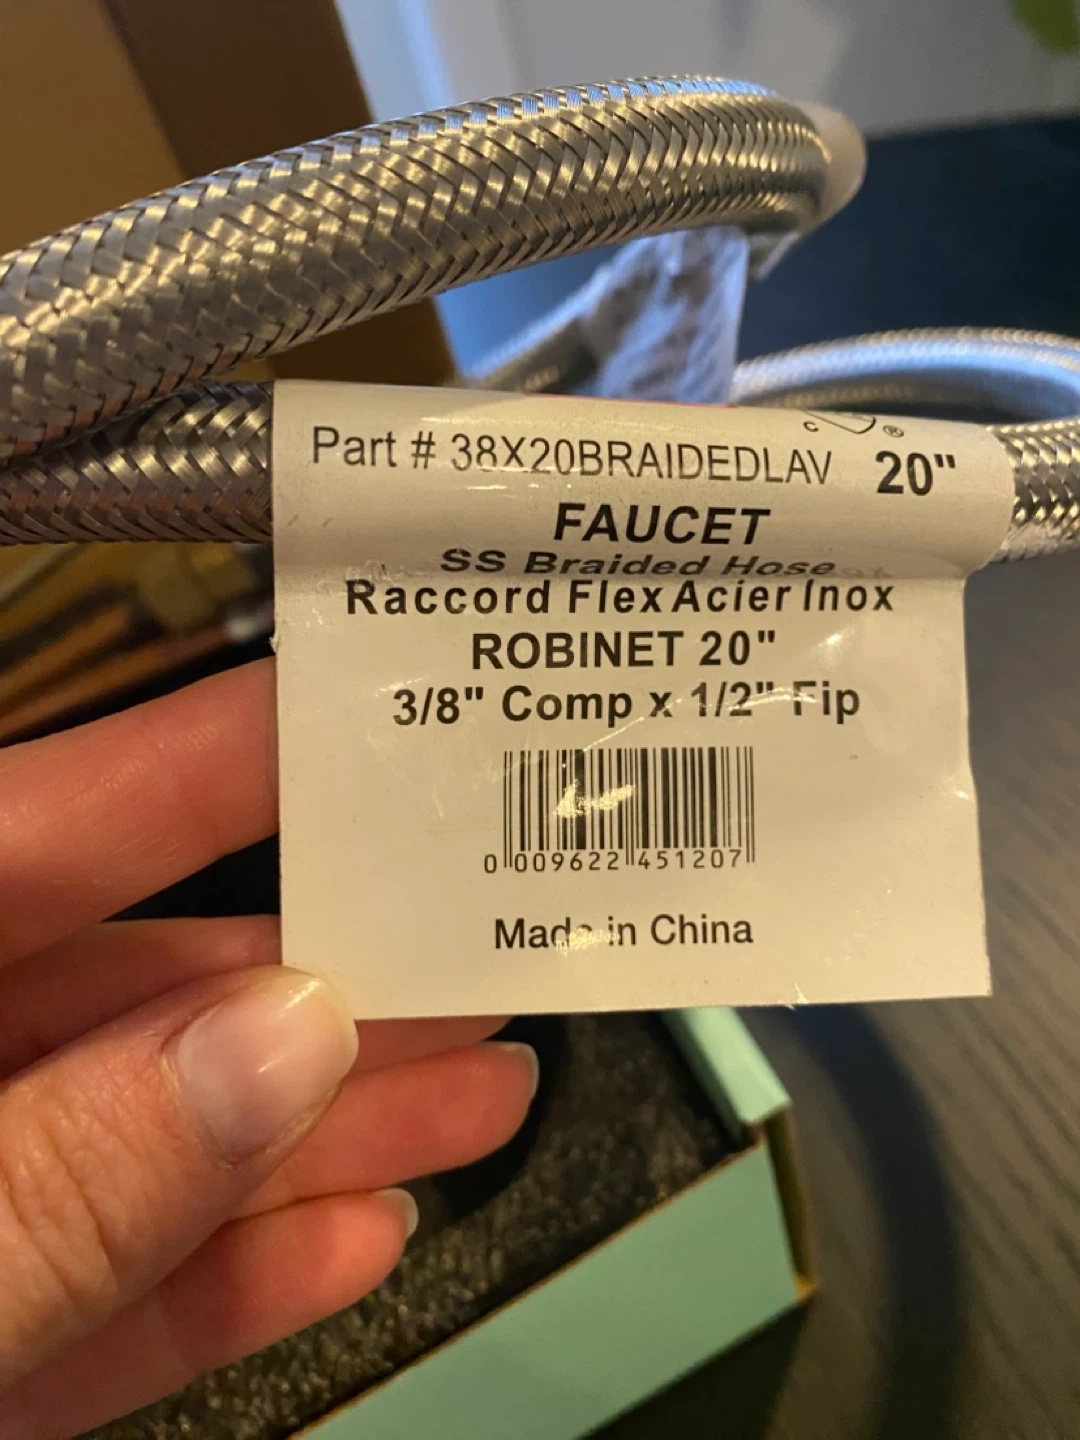 Part # 38X20BRAIDEDLAV 20"
c ®
FAUCET
SS Braided Hose
Raccord Flex Acier Inox
ROBINET 20"
3/8" Comp x 1/2" Fip
0 009622 451207
Made in China